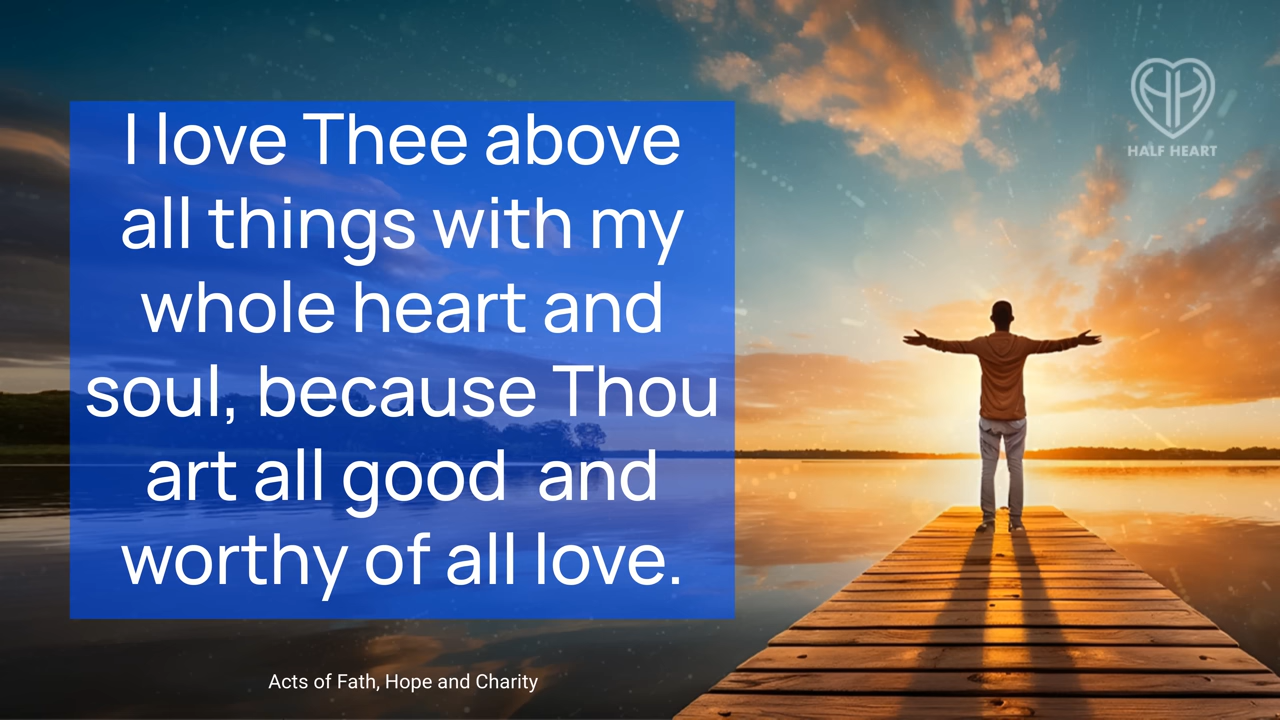 I love Thee above
all things with my
whole heart and
soul, because Thou
art all good  and
worthy of all love.
Acts of Fath, Hope and Charity
HALF HEART